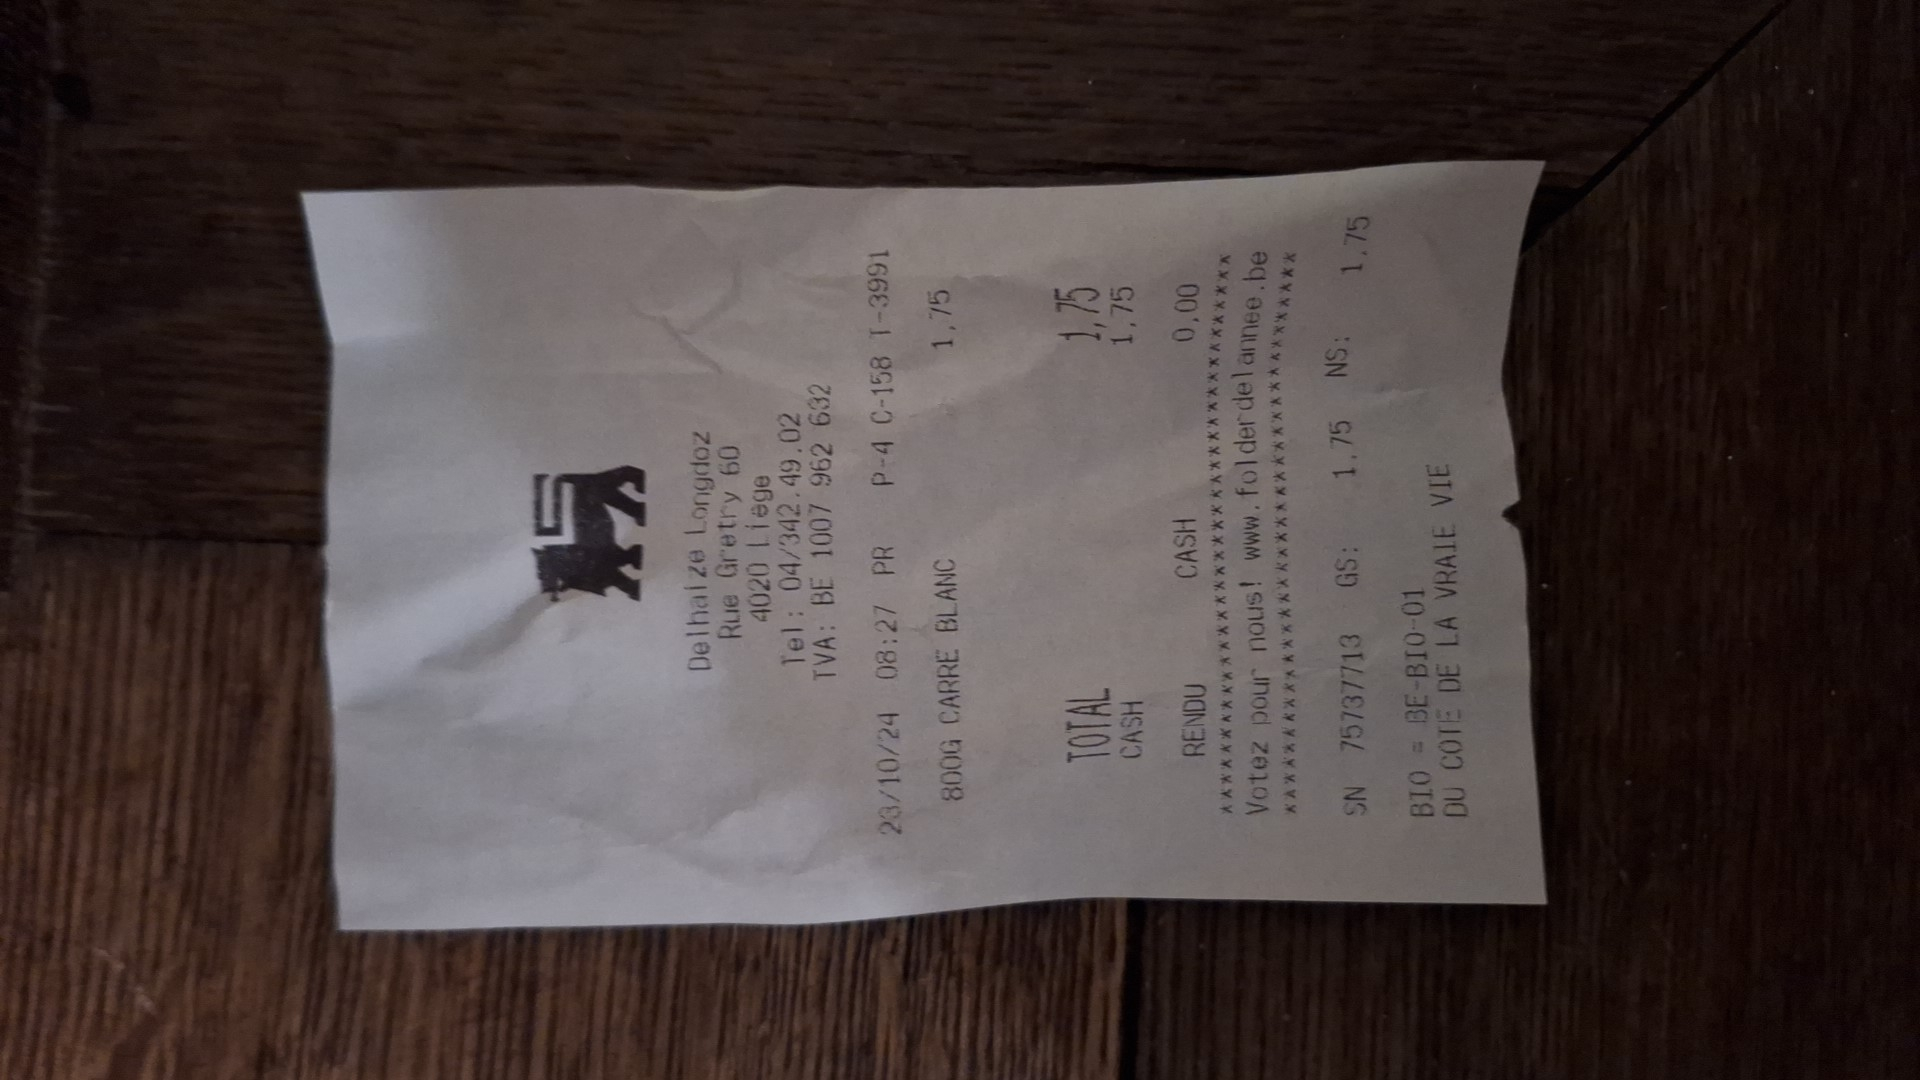 Delhaize Longdoz
Rue Gretry 60
4020 Liège
Tel: 04/342.49.02
TVA: BE 1007 962 632
23/10/24 08:27 PR P-4 C-158 T-3991
800G CARRE BLANC 1,75
TOTAL 1,75
CASH 1,75
RENDU CASH 0,00
******************************************
Votez pour nous! www.folderdelannee.be
******************************************
SN 75737713 GS: 1,75 NS: 1,75
BIO = BE-BIO-01
DU COTE DE LA VRAIE VIE